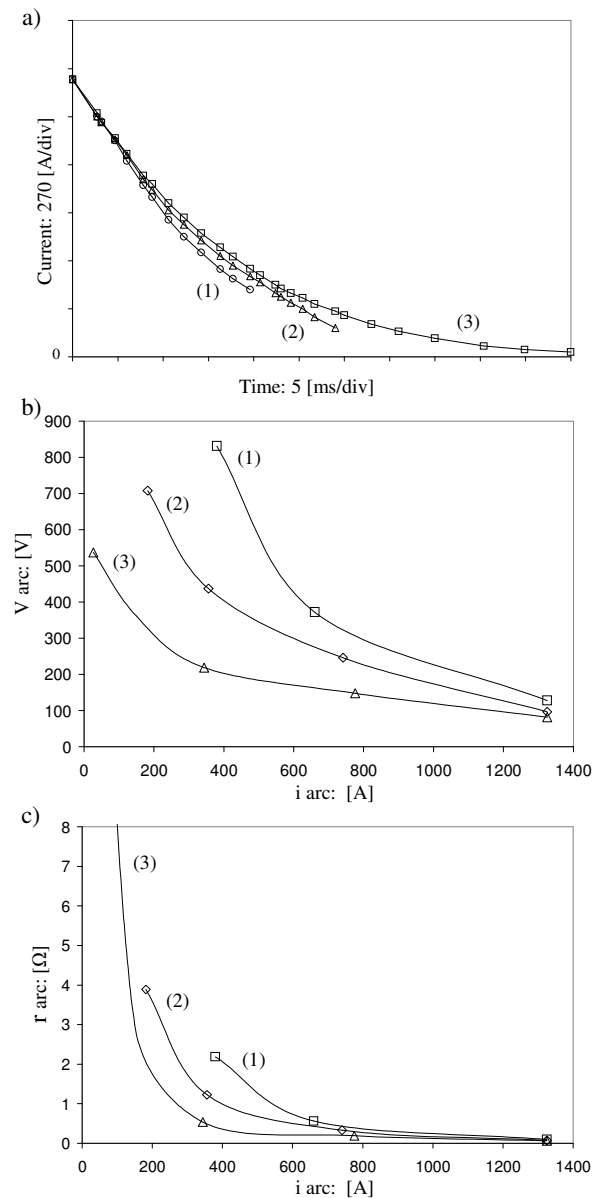 a)
Current: 270 [A/div]
0
(1)
(2)
(3)
Time: 5 [ms/div]
b)
V arc: [V]
900
800
700
600
500
400
300
200
100
0
(1)
(2)
(3)
0 200 400 600 800 1000 1200 1400
i arc: [A]
c)
r arc: [Ω]
8
7
6
5
4
3
2
1
0
(3)
(2)
(1)
0 200 400 600 800 1000 1200 1400
i arc: [A]